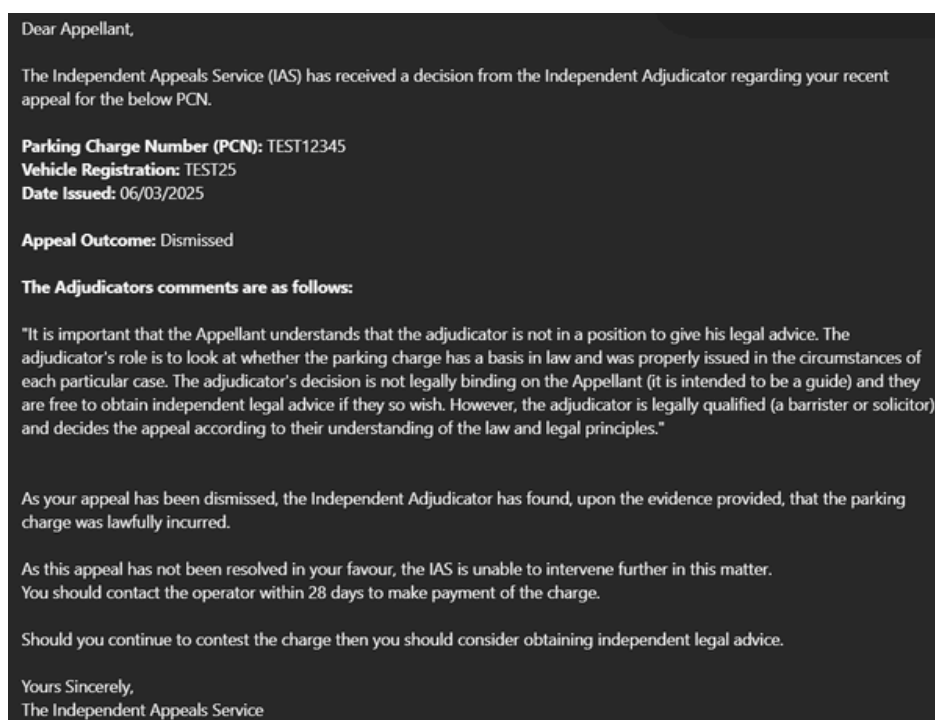 Dear Appellant,
The Independent Appeals Service (IAS) has received a decision from the Independent Adjudicator regarding your recent
appeal for the below PCN.
Parking Charge Number (PCN): TEST12345
Vehicle Registration: TEST25
Date Issued: 06/03/2025
Appeal Outcome: Dismissed
The Adjudicators comments are as follows:
"It is important that the Appellant understands that the adjudicator is not in a position to give his legal advice. The
adjudicator's role is to look at whether the parking charge has a basis in law and was properly issued in the circumstances of
each particular case. The adjudicator's decision is not legally binding on the Appellant (it is intended to be a guide) and they
are free to obtain independent legal advice if they so wish. However, the adjudicator is legally qualified (a barrister or solicitor)
and decides the appeal according to their understanding of the law and legal principles."
As your appeal has been dismissed, the Independent Adjudicator has found, upon the evidence provided, that the parking
charge was lawfully incurred.
As this appeal has not been resolved in your favour, the IAS is unable to intervene further in this matter.
You should contact the operator within 28 days to make payment of the charge.
Should you continue to contest the charge then you should consider obtaining independent legal advice.
Yours Sincerely,
The Independent Appeals Service